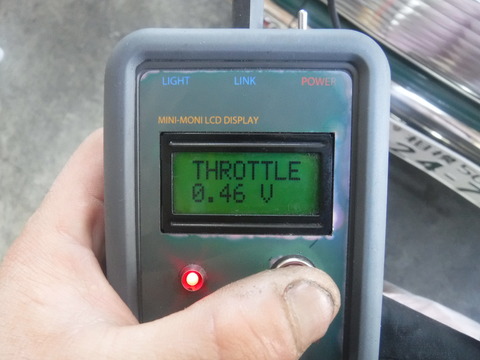 LIGHT LINK POWER
MINI-MONI LCD DISPLAY
THROTTLE
0.46 V